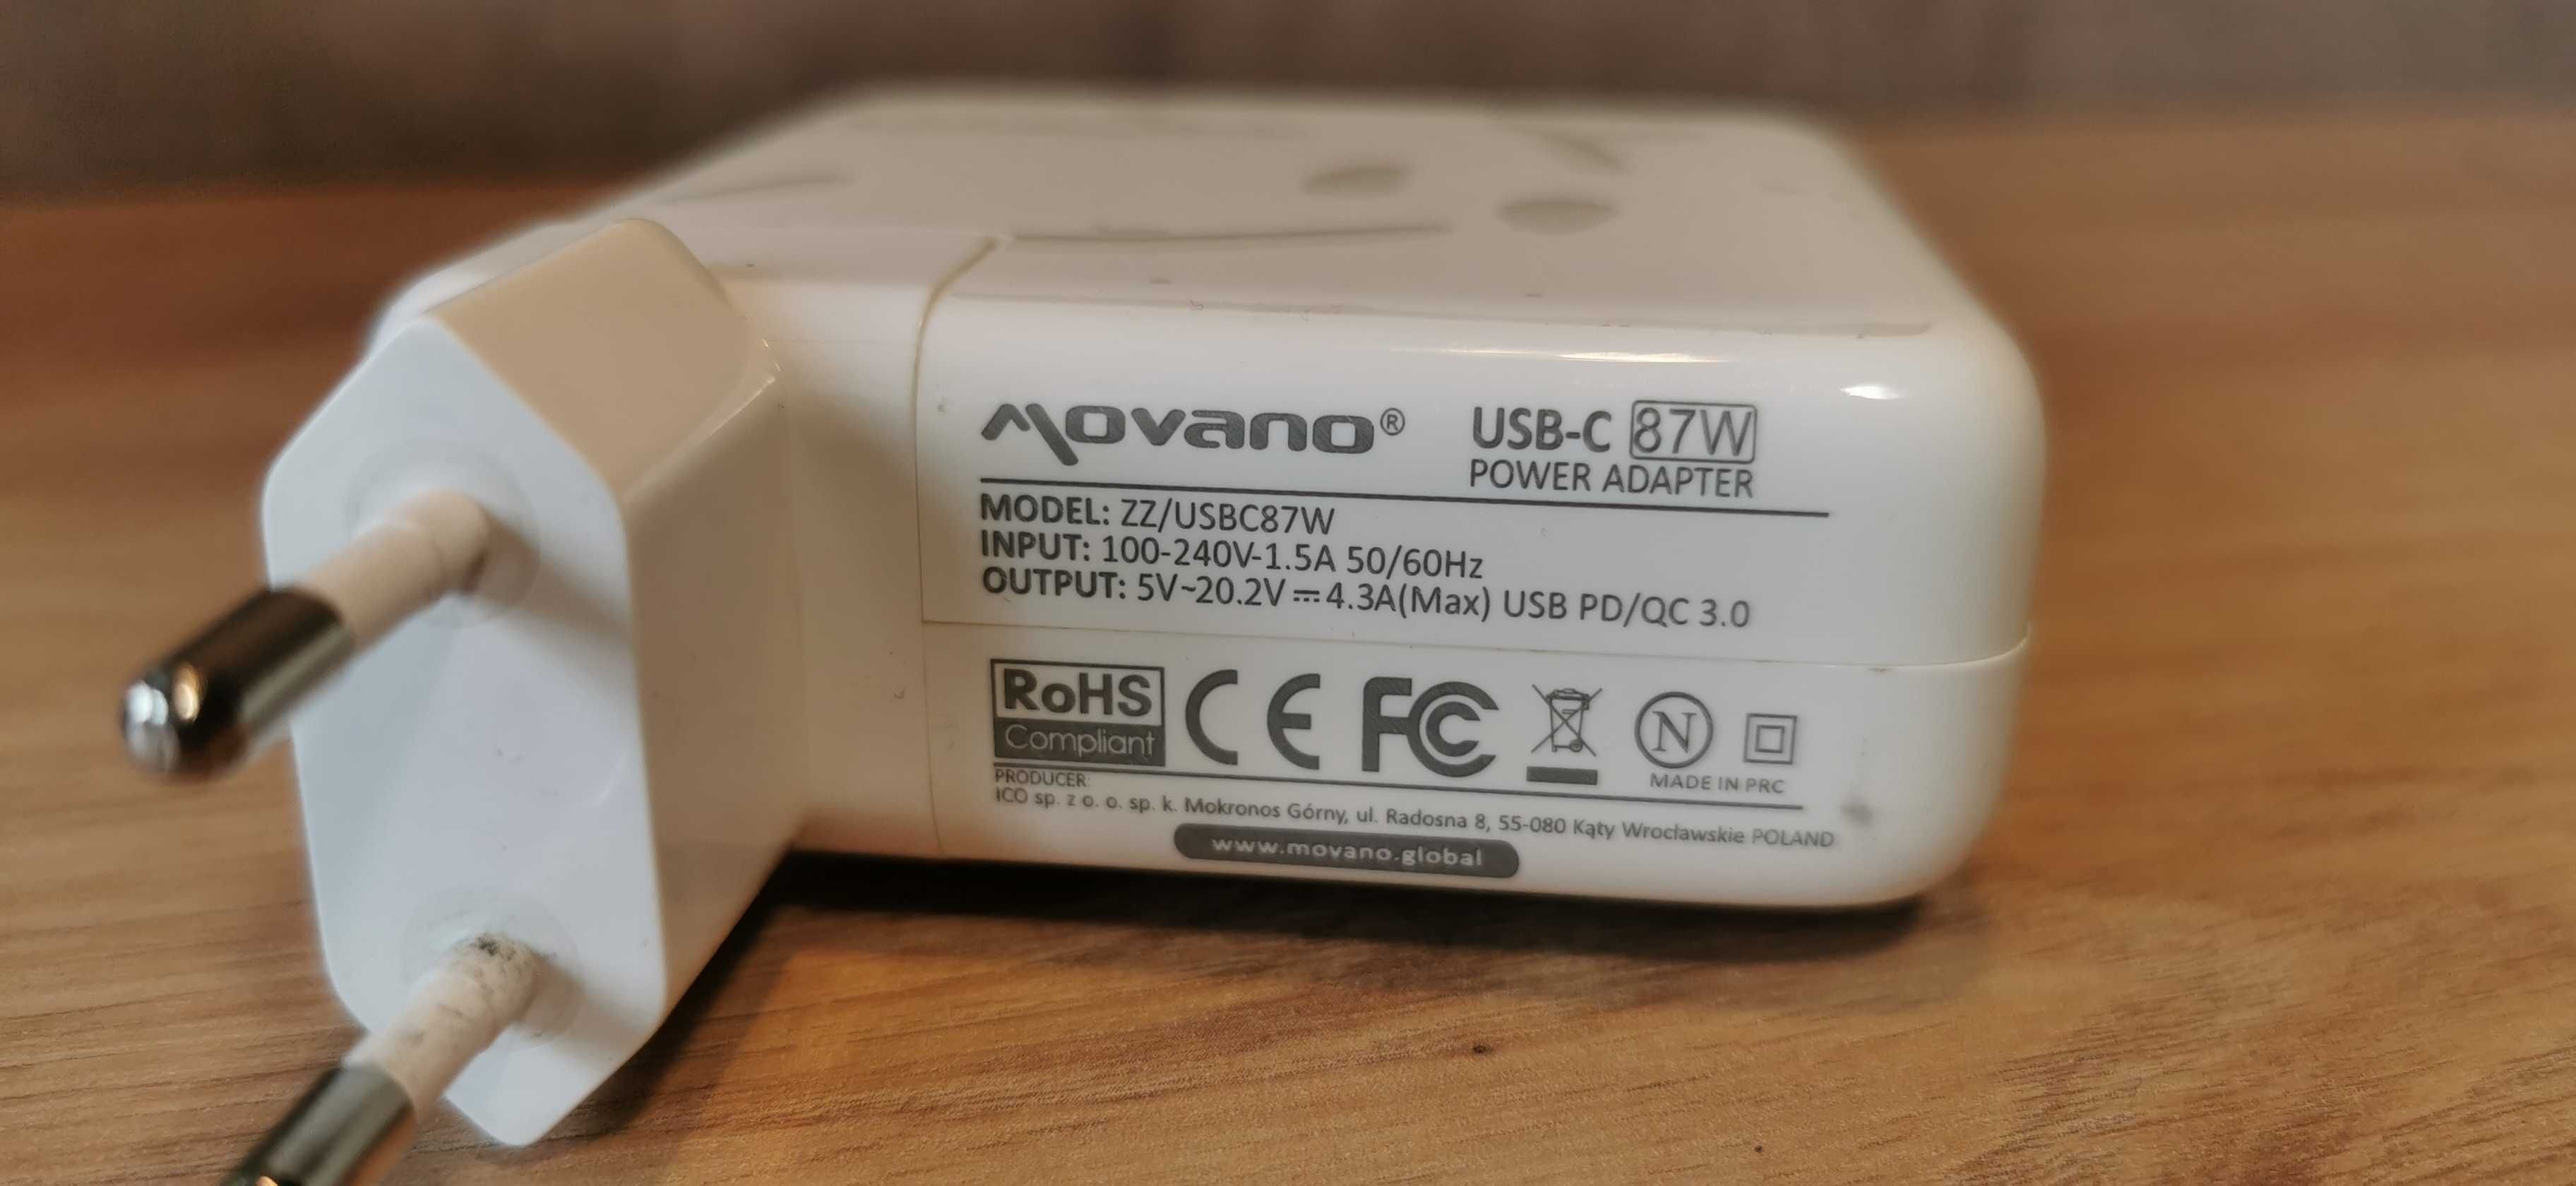 movano® USB-C 87W
POWER ADAPTER
MODEL: ZZ/USBC87W
INPUT: 100-240V-1.5A 50/60Hz
OUTPUT: 5V~20.2V⎓4.3A(Max) USB PD/QC 3.0
RoHS
Compliant
CE FC N
MADE IN PRC
PRODUCER:
ICO sp. z o. o. sp. k. Mokronos Górny, ul. Radosna 8, 55-080 Kąty Wrocławskie POLAND
www.movano.global